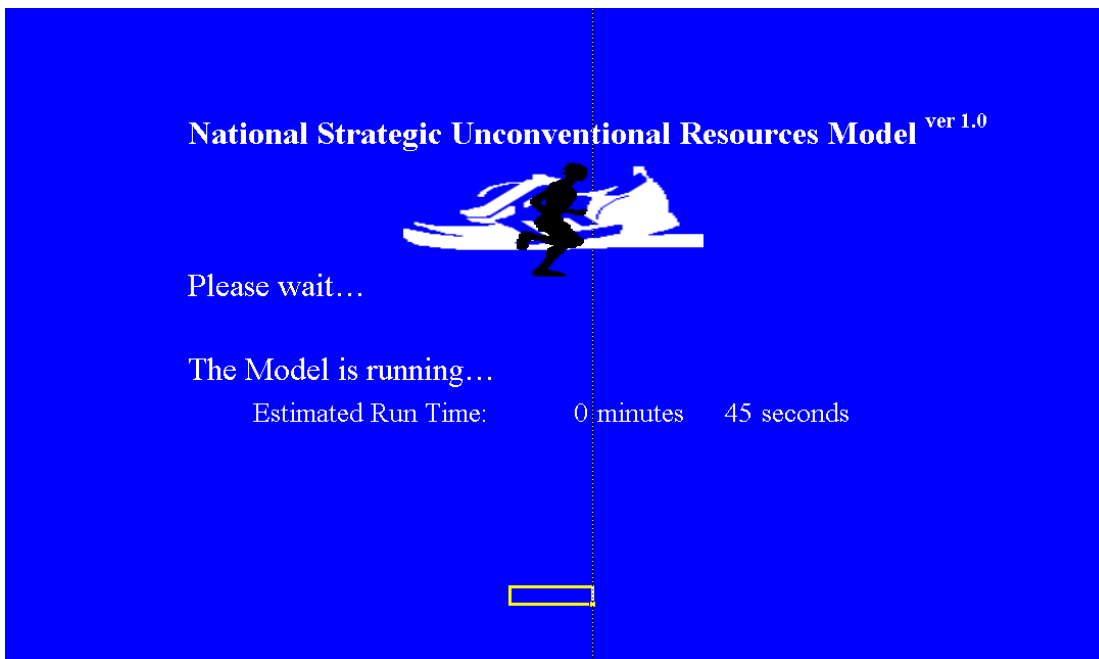 National Strategic Unconventional Resources Model ver 1.0
Please wait…
The Model is running…
Estimated Run Time: 0 minutes 45 seconds